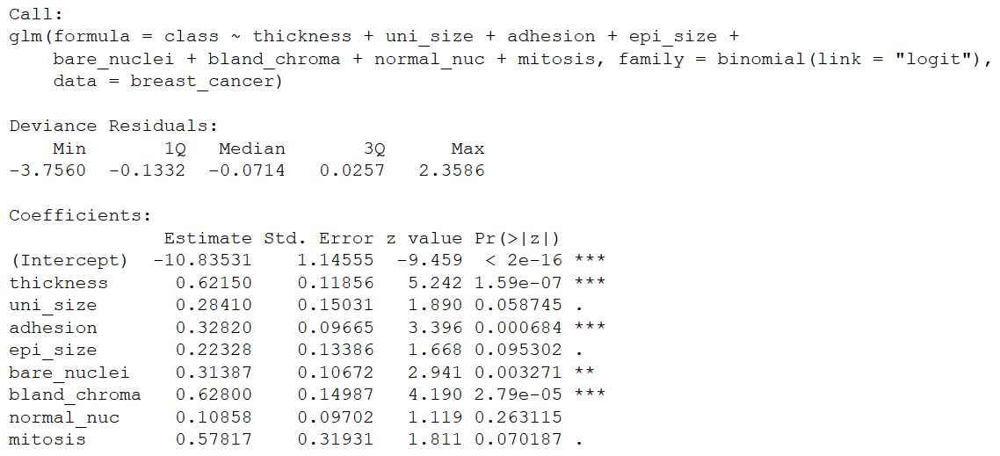 Call:
glm(formula = class ~ thickness + uni_size + adhesion + epi_size +
    bare_nuclei + bland_chroma + normal_nuc + mitosis, family = binomial(link = "logit"),
    data = breast_cancer)

Deviance Residuals:
    Min      1Q   Median       3Q      Max
-3.7560  -0.1332  -0.0714   0.0257   2.3586

Coefficients:
              Estimate Std. Error z value Pr(>|z|)
(Intercept)  -10.83531    1.14555  -9.459  < 2e-16 ***
thickness      0.62150    0.11856   5.242 1.59e-07 ***
uni_size       0.28410    0.15031   1.890 0.058745 .
adhesion       0.32820    0.09665   3.396 0.000684 ***
epi_size       0.22328    0.13386   1.668 0.095302 .
bare_nuclei    0.31387    0.10672   2.941 0.003271 **
bland_chroma   0.62800    0.14987   4.190 2.79e-05 ***
normal_nuc     0.10858    0.09702   1.119 0.263115
mitosis        0.57817    0.31931   1.811 0.070187 .